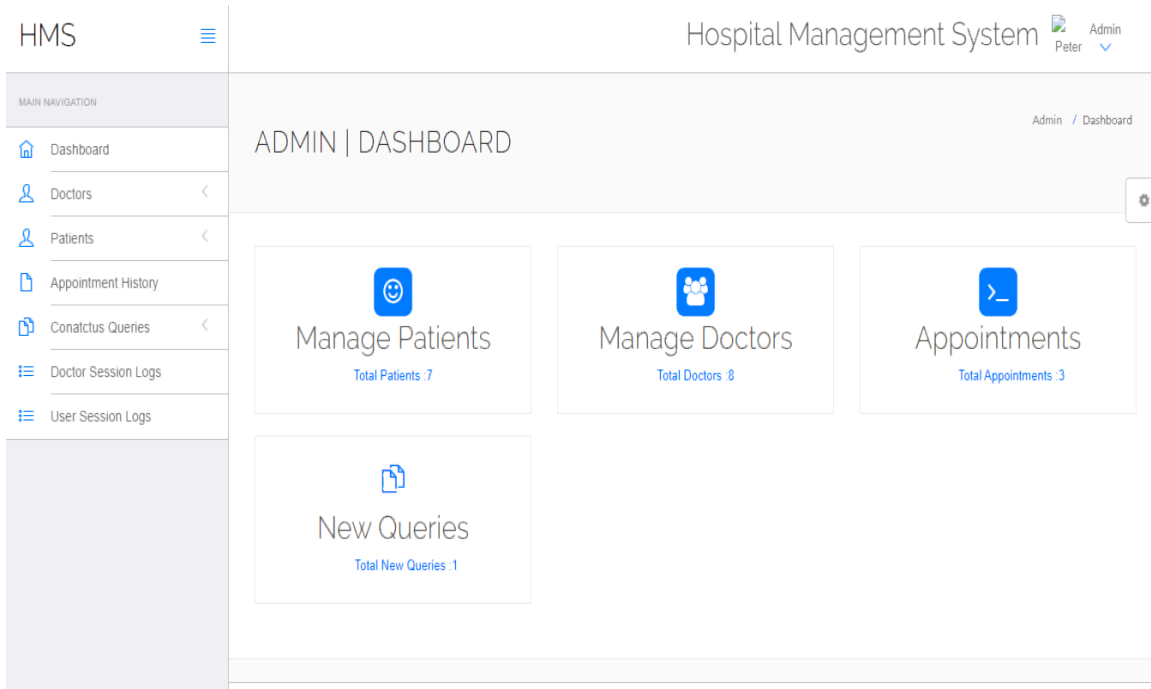 HMS
Hospital Management System
Peter
Admin
MAIN NAVIGATION
Dashboard
Doctors
Patients
Appointment History
Conatctus Queries
Doctor Session Logs
User Session Logs
ADMIN | DASHBOARD
Admin / Dashboard
Manage Patients
Total Patients :7
Manage Doctors
Total Doctors :8
Appointments
Total Appointments :3
New Queries
Total New Queries :1